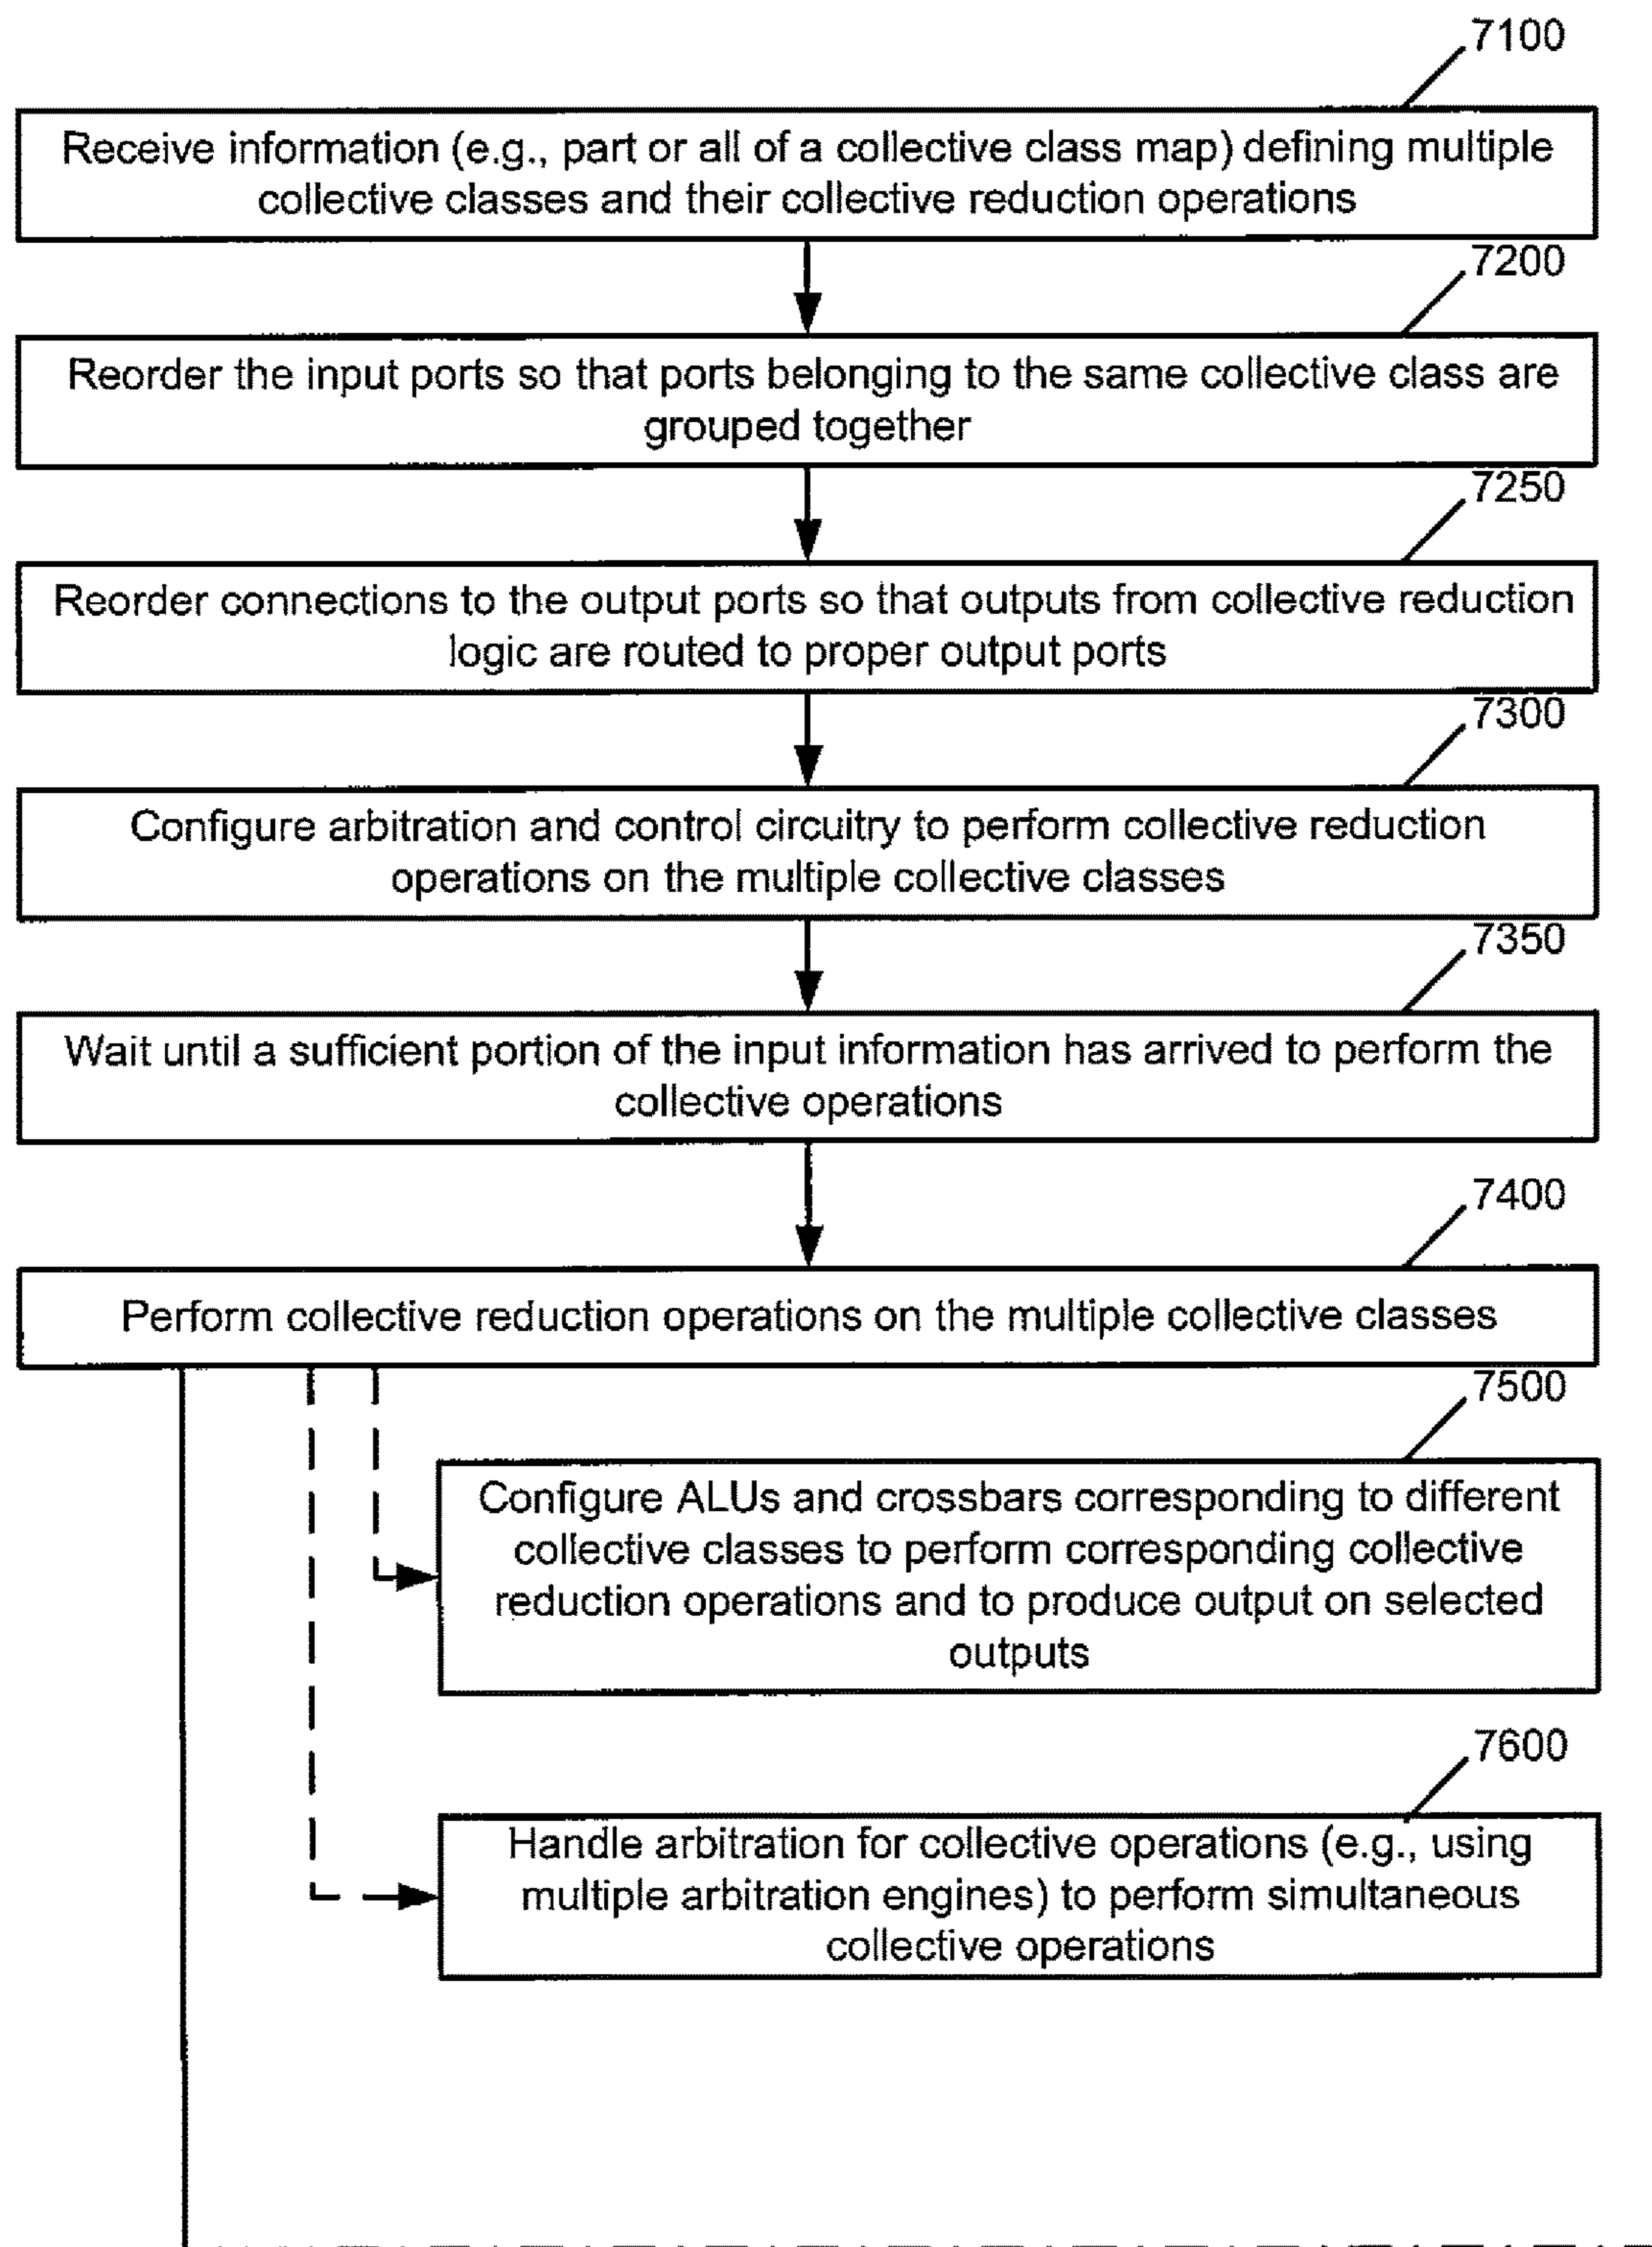 7100
Receive information (e.g., part or all of a collective class map) defining multiple
collective classes and their collective reduction operations
7200
Reorder the input ports so that ports belonging to the same collective class are
grouped together
7250
Reorder connections to the output ports so that outputs from collective reduction
logic are routed to proper output ports
7300
Configure arbitration and control circuitry to perform collective reduction
operations on the multiple collective classes
7350
Wait until a sufficient portion of the input information has arrived to perform the
collective operations
7400
Perform collective reduction operations on the multiple collective classes
7500
Configure ALUs and crossbars corresponding to different
collective classes to perform corresponding collective
reduction operations and to produce output on selected
outputs
7600
Handle arbitration for collective operations (e.g., using
multiple arbitration engines) to perform simultaneous
collective operations